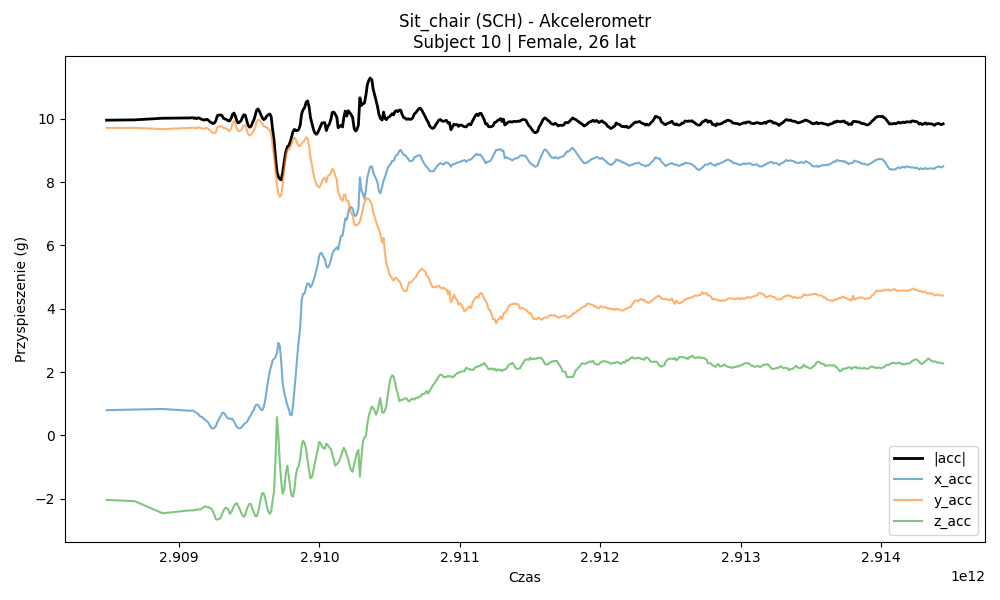 Sit_chair (SCH) - Akcelerometr
Subject 10 | Female, 26 lat
Przyspieszenie (g)
10
8
6
4
2
0
−2
|acc|
x_acc
y_acc
z_acc
2.909 2.910 2.911 2.912 2.913 2.914
1e12
Czas